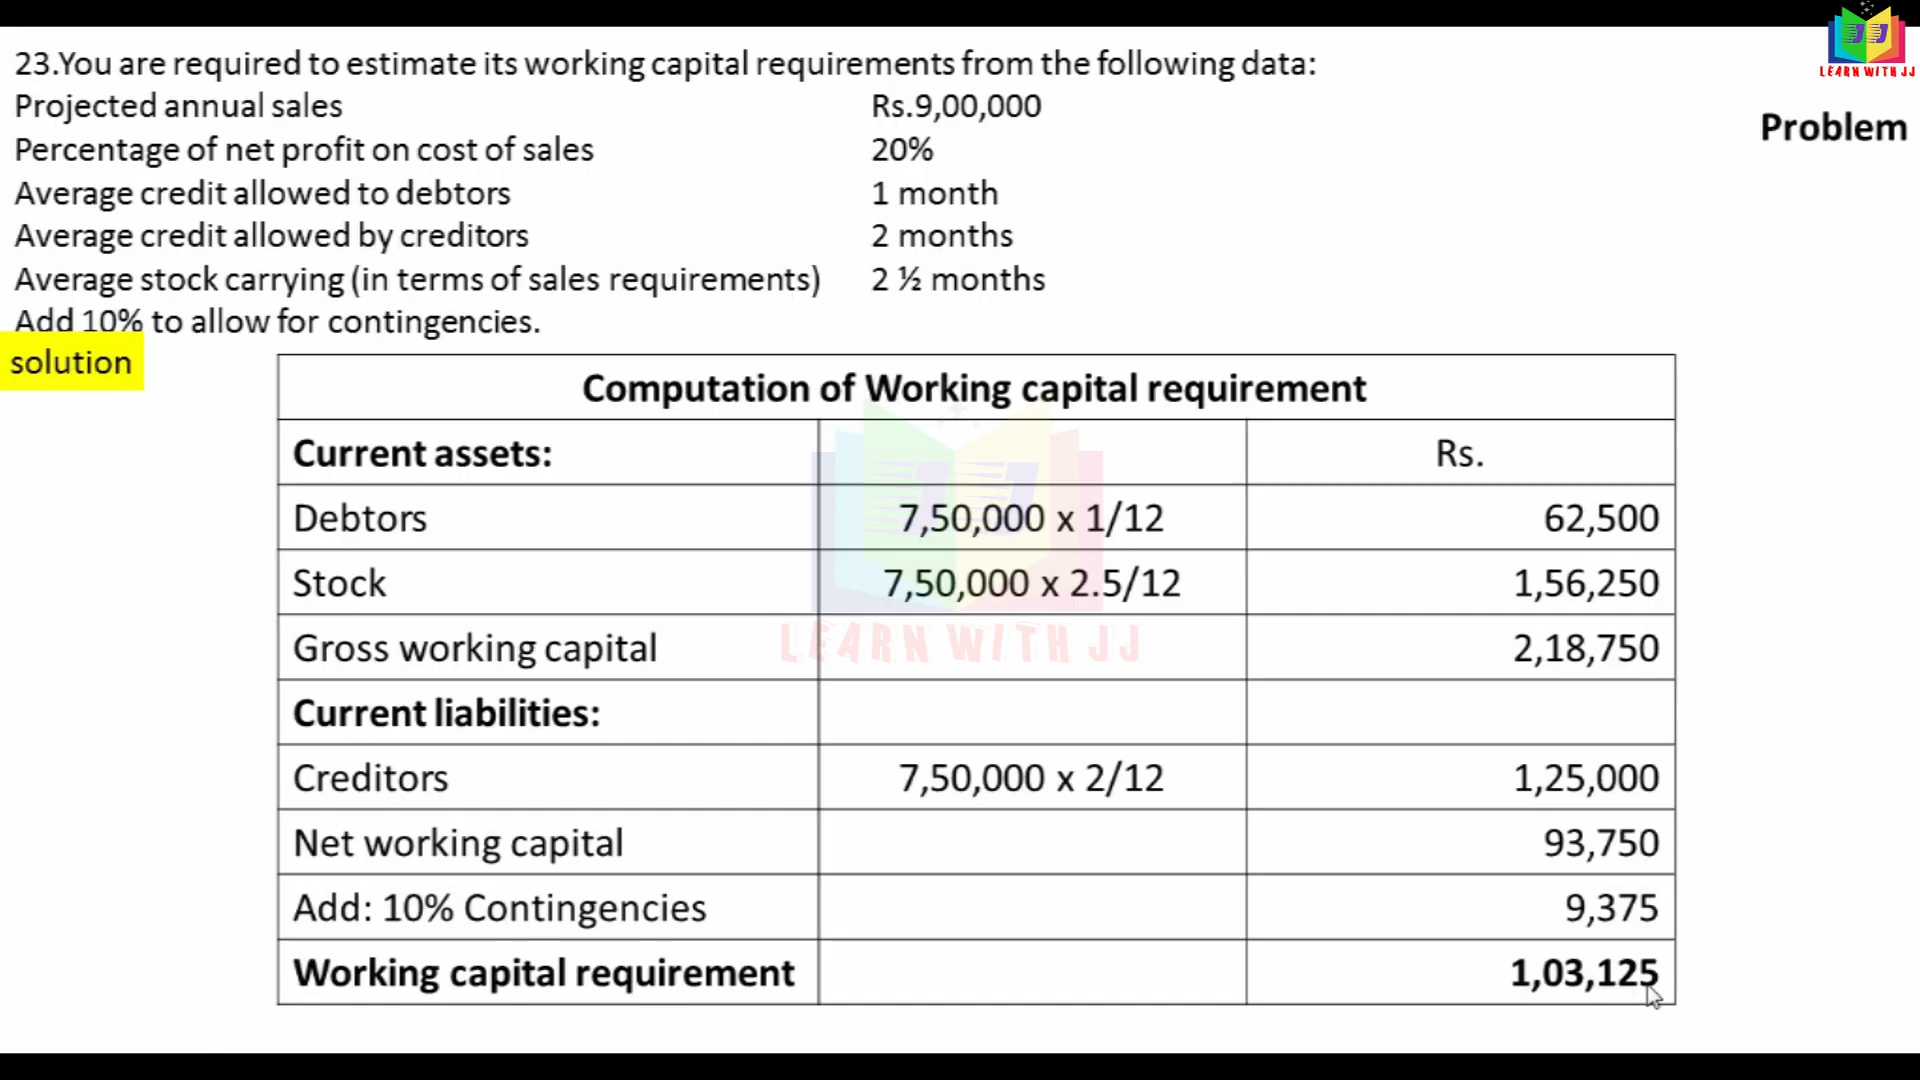 LEARN WITH JJ
23.You are required to estimate its working capital requirements from the following data:
Projected annual sales Rs.9,00,000
Problem
Percentage of net profit on cost of sales 20%
Average credit allowed to debtors 1 month
Average credit allowed by creditors 2 months
Average stock carrying (in terms of sales requirements) 2 ½ months
Add 10% to allow for contingencies.
solution
Computation of Working capital requirement
Current assets: Rs.
Debtors 7,50,000 x 1/12 62,500
Stock 7,50,000 x 2.5/12 1,56,250
Gross working capital 2,18,750
LEARN WITH JJ
Current liabilities:
Creditors 7,50,000 x 2/12 1,25,000
Net working capital 93,750
Add: 10% Contingencies 9,375
Working capital requirement 1,03,125